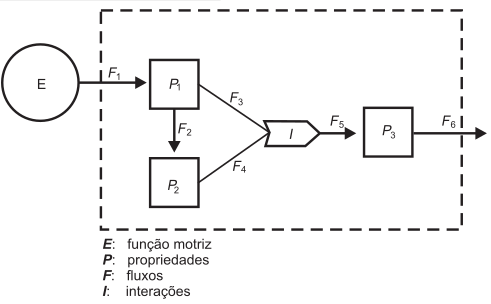 E
F1
P1
F2
P2
F3
F4
I
F5
P3
F6
E: função motriz
P: propriedades
F: fluxos
I: interações